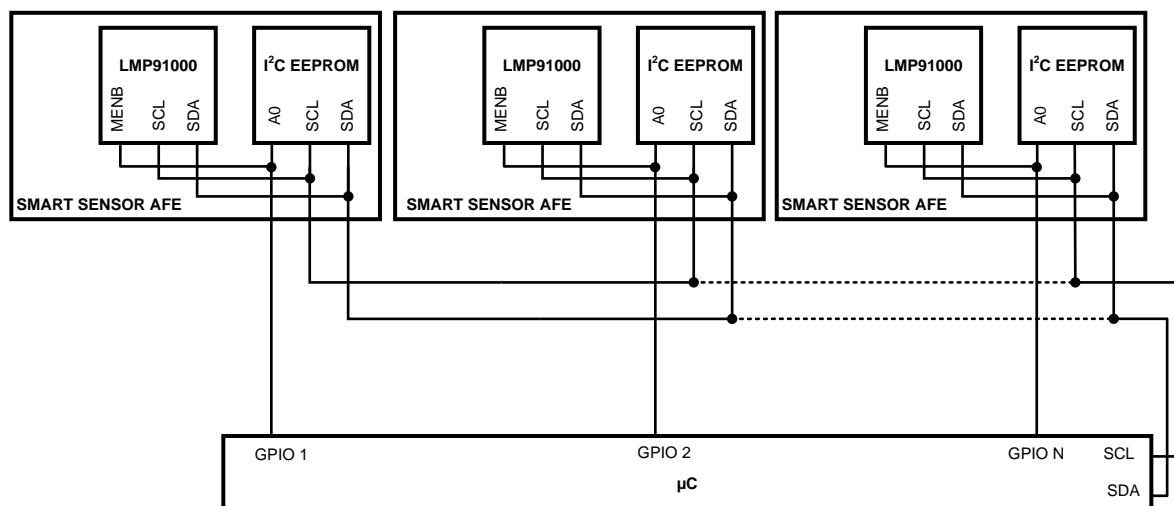 LMP91000
I²C EEPROM
MENB
SCL
SDA
A0
SCL
SDA
SMART SENSOR AFE
LMP91000
I²C EEPROM
MENB
SCL
SDA
A0
SCL
SDA
SMART SENSOR AFE
LMP91000
I²C EEPROM
MENB
SCL
SDA
A0
SCL
SDA
SMART SENSOR AFE
GPIO 1
GPIO 2
GPIO N
SCL
SDA
µC